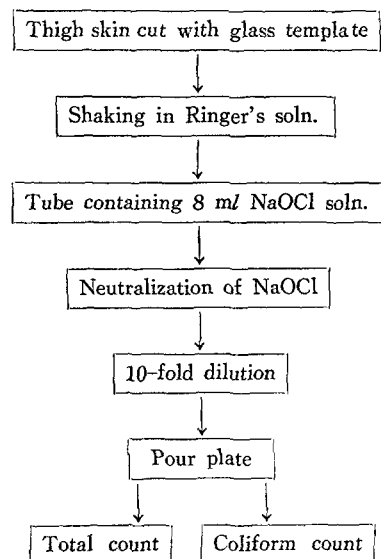 Thigh skin cut with glass template
Shaking in Ringer's soln.
Tube containing 8 ml NaOCl soln.
Neutralization of NaOCl
10-fold dilution
Pour plate
Total count
Coliform count